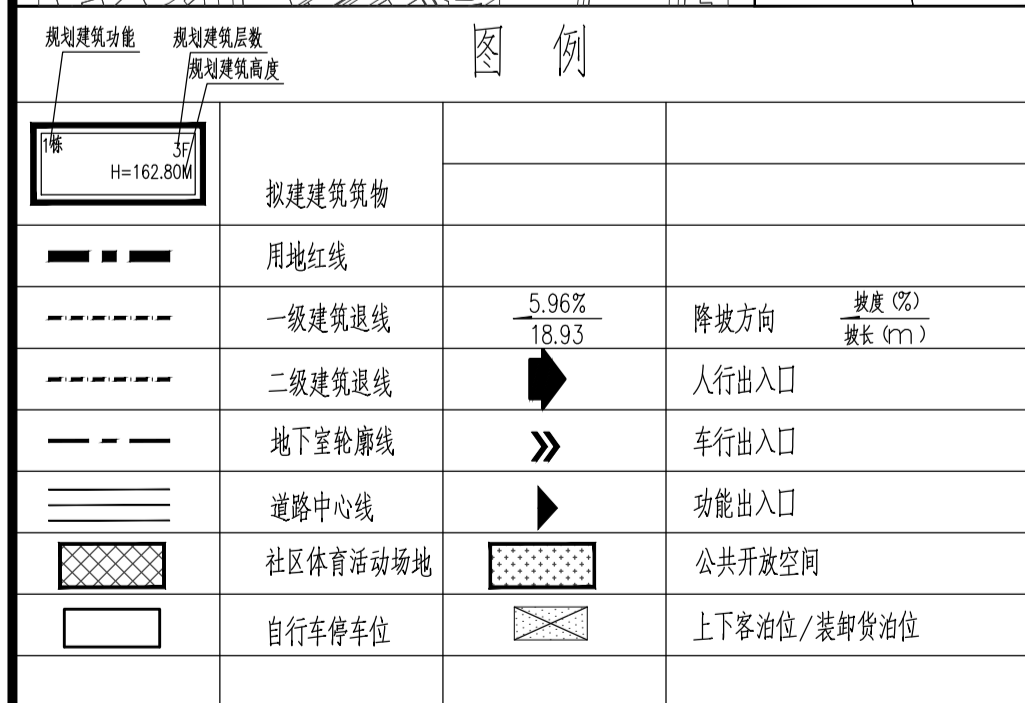 规划建筑功能
规划建筑层数
规划建筑高度
图 例
1栋
3F
H=162.80M
拟建建筑筑物
用地红线
一级建筑退线
5.96%
18.93
降坡方向
坡度(%)
坡长(m)
二级建筑退线
人行出入口
地下室轮廓线
车行出入口
道路中心线
功能出入口
社区体育活动场地
公共开放空间
自行车停车位
上下客泊位/装卸货泊位